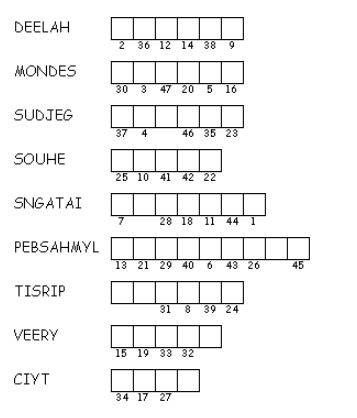 DEELAH
2 36 12 14 38 9
MONDES
30 3 47 20 5 16
SUDJEG
37 4 46 35 23
SOUHE
25 10 41 42 22
SNGATAI
7 28 18 11 44 1
PEBSAHMYL
13 21 29 40 6 43 26 45
TISRIP
31 8 39 24
VEERY
15 19 33 32
CIYT
34 17 27